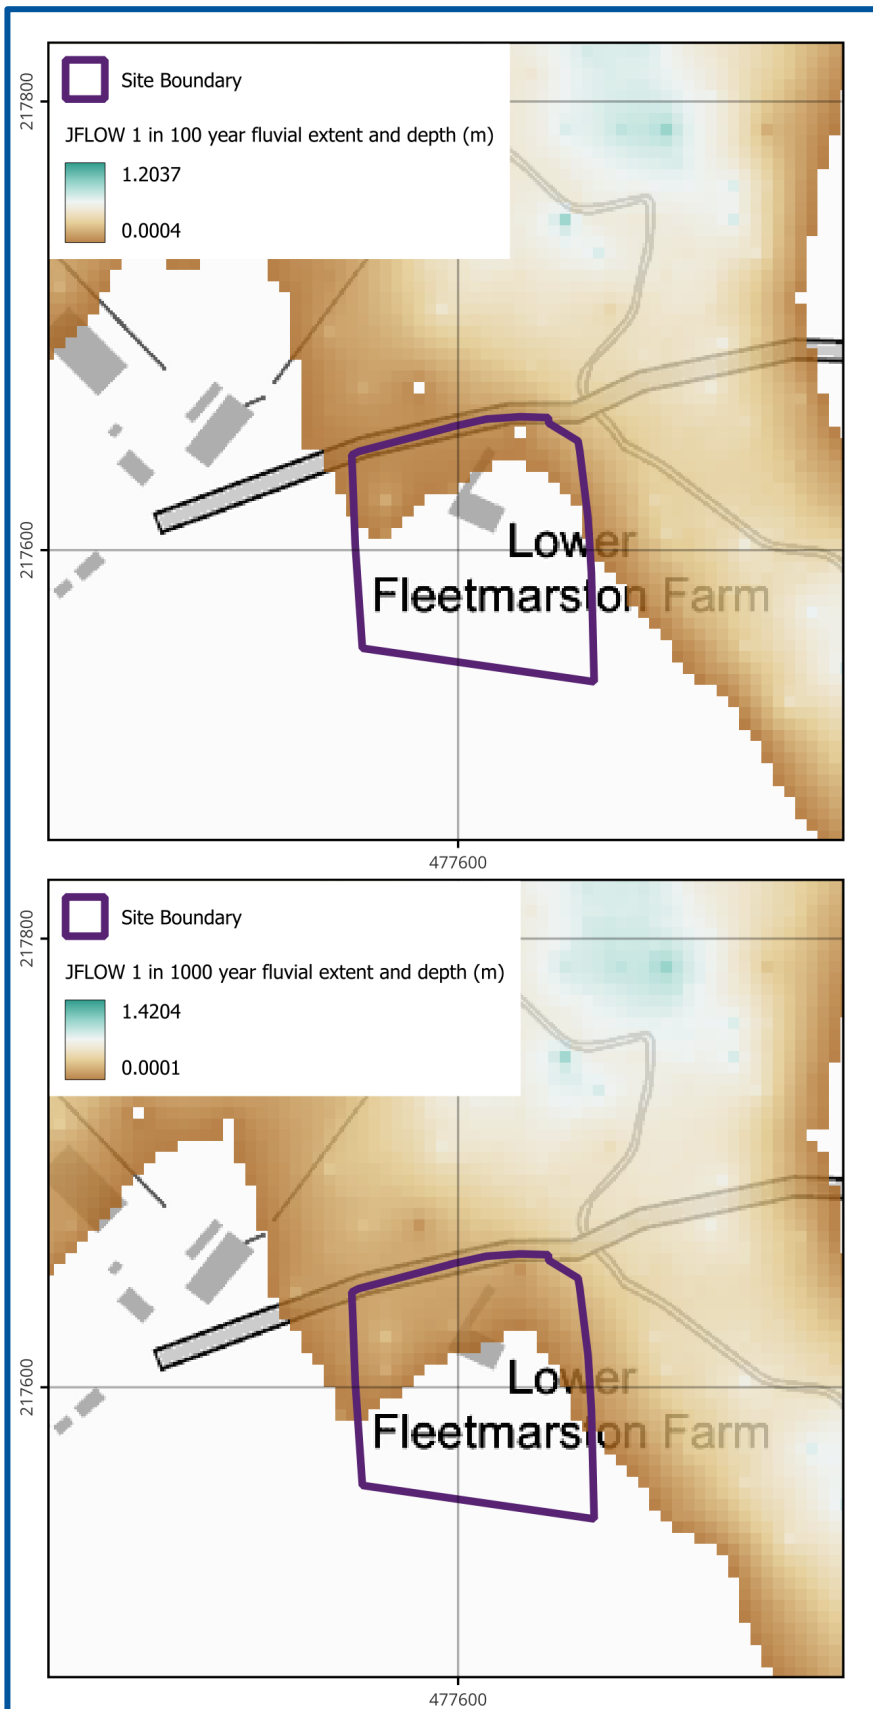 217800
Site Boundary
JFLOW 1 in 100 year fluvial extent and depth (m)
1.2037
0.0004
217600
Lower
Fleetmarston Farm
477600
217800
Site Boundary
JFLOW 1 in 1000 year fluvial extent and depth (m)
1.4204
0.0001
217600
Lower
Fleetmarston Farm
477600